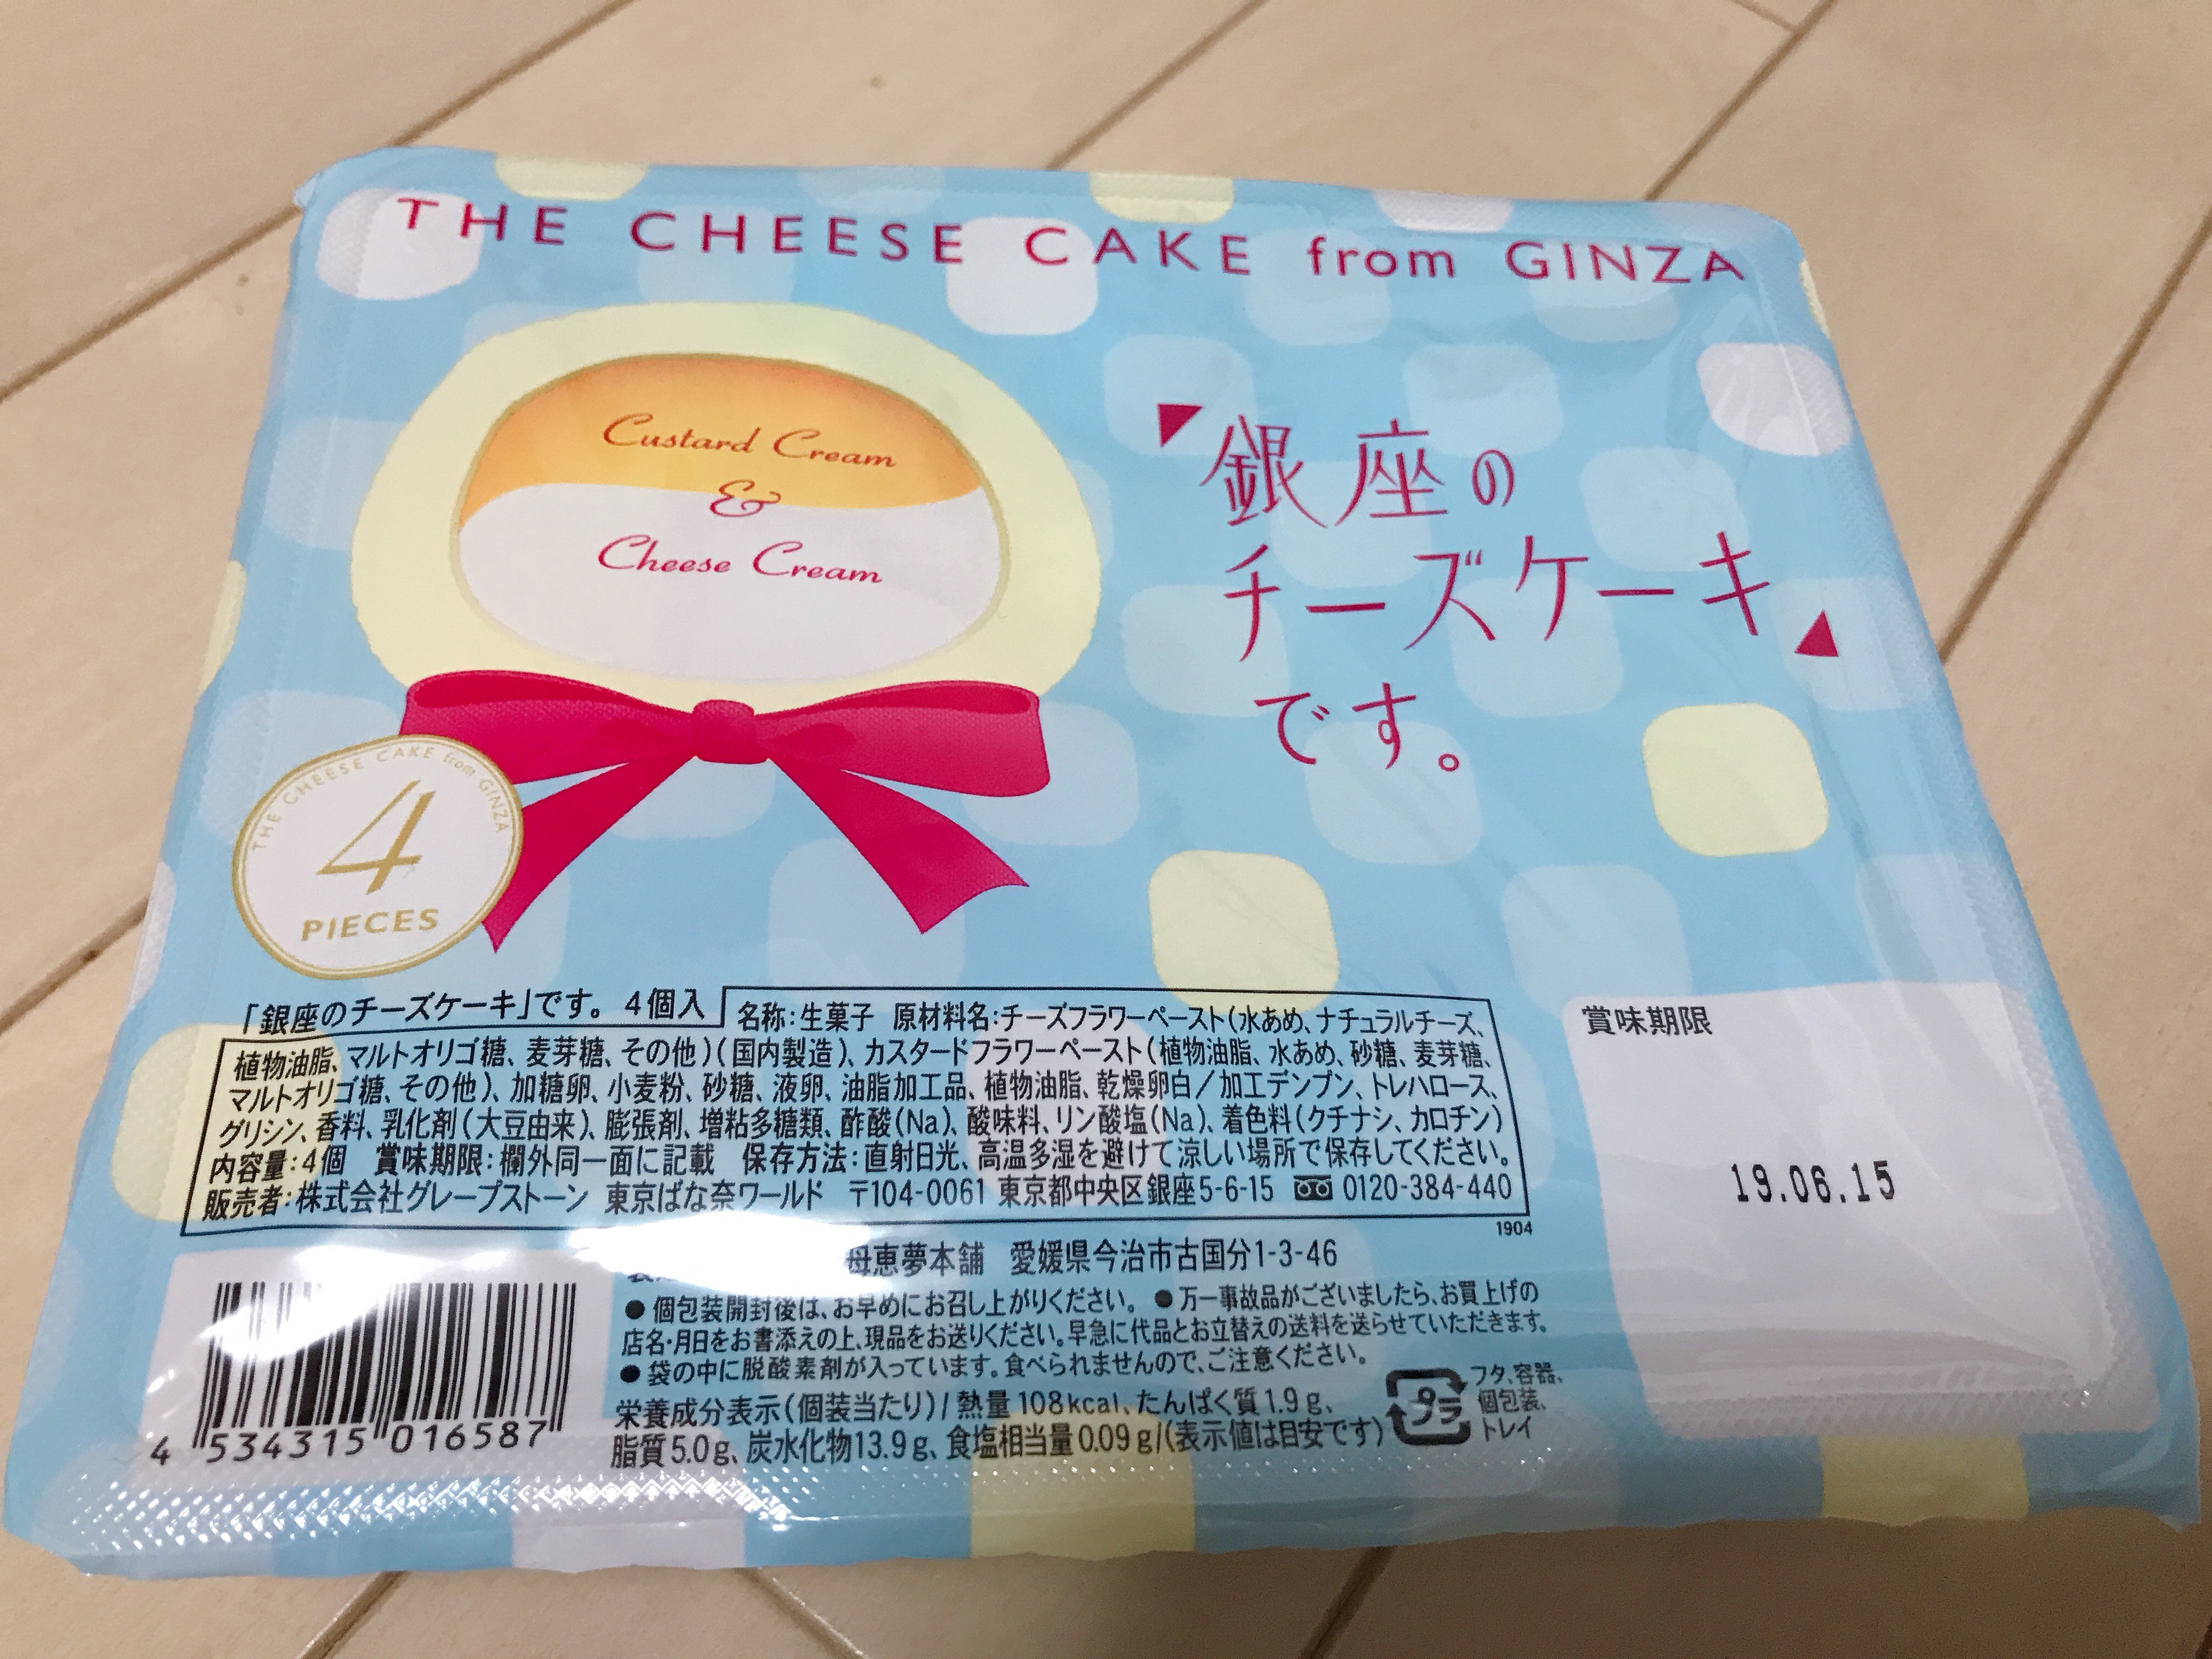 THE CHEESE CAKE from GINZA
Custard Cream
&
Cheese Cream
銀座の
チーズケーキ
です。
THE CHEESE CAKE from GINZA
4
PIECES
「銀座のチーズケーキ」です。 4個入
名称:生菓子 原材料名:チーズフラワーペースト(水あめ、ナチュラルチーズ、
植物油脂、マルトオリゴ糖、麦芽糖、その他)(国内製造)、カスタードフラワーペースト(植物油脂、水あめ、砂糖、麦芽糖、
マルトオリゴ糖、その他)、加糖卵、小麦粉、砂糖、液卵、油脂加工品、植物油脂、乾燥卵白/加工デンプン、トレハロース、
グリシン、香料、乳化剤(大豆由来)、膨張剤、増粘多糖類、酢酸(Na)、酸味料、リン酸塩(Na)、着色料(クチナシ、カロチン)
内容量:4個 賞味期限:欄外同一面に記載 保存方法:直射日光、高温多湿を避けて涼しい場所で保存してください。
販売者:株式会社グレープストーン 東京ばな奈ワールド 〒104-0061 東京都中央区銀座5-6-15 0120-384-440
1904
賞味期限
19.06.15
母恵夢本舗 愛媛県今治市古国分1-3-46
●個包装開封後は、お早めにお召し上がりください。 ●万一事故品がございましたら、お買上げの
店名・月日をお書添えの上、現品をお送りください。早急に代品とお立替えの送料を送らせていただきます。
●袋の中に脱酸素剤が入っています。食べられませんので、ご注意ください。
栄養成分表示(個装当たり)/熱量108kcal、たんぱく質1.9g、
脂質5.0g、炭水化物13.9g、食塩相当量0.09g/(表示値は目安です)
プラ
フタ、容器、
個包装、
トレイ
4 534315 016587